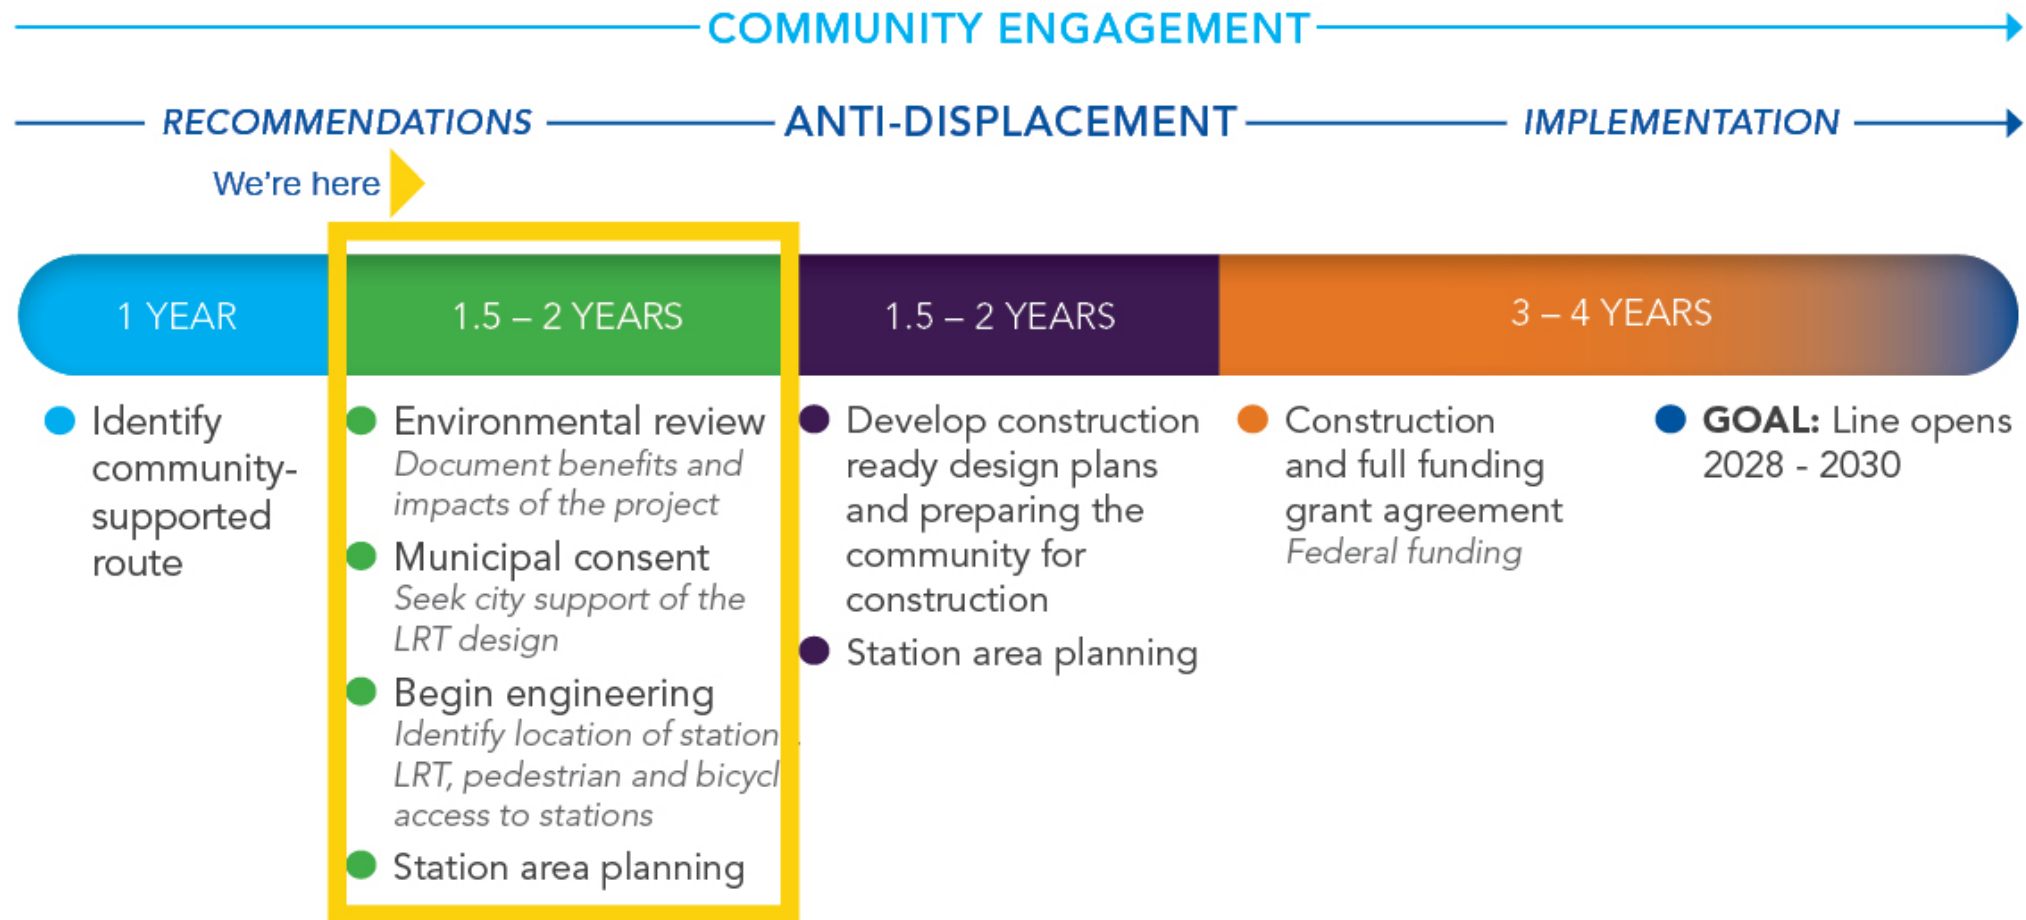 COMMUNITY ENGAGEMENT
RECOMMENDATIONS ANTI-DISPLACEMENT IMPLEMENTATION
We're here
1 YEAR
1.5 – 2 YEARS
1.5 – 2 YEARS
3 – 4 YEARS
Identify
community-
supported
route
Environmental review
Document benefits and
impacts of the project
Municipal consent
Seek city support of the
LRT design
Begin engineering
Identify location of station
LRT, pedestrian and bicycl
access to stations
Station area planning
Develop construction
ready design plans
and preparing the
community for
construction
Station area planning
Construction
and full funding
grant agreement
Federal funding
GOAL: Line opens
2028 - 2030